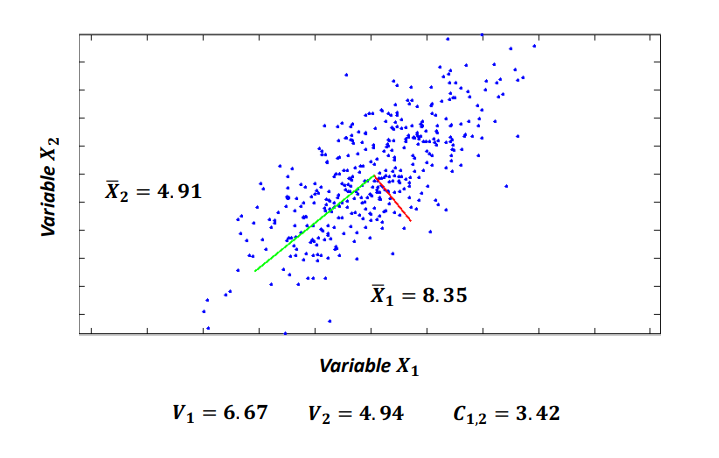 Variable X₂
X̅₂ = 4.91
X̅₁ = 8.35
Variable X₁
V₁ = 6.67 V₂ = 4.94 C₁,₂ = 3.42